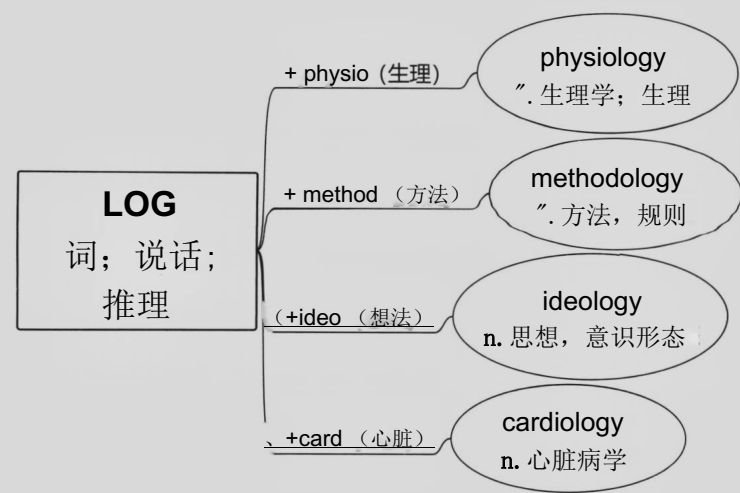 LOG
词；说话；
推理
+ physio (生理)
physiology
〃. 生理学；生理
+ method （方法）
methodology
〃. 方法，规则
（+ideo （想法）
ideology
n. 思想，意识形态
、+card （心脏）
cardiology
n. 心脏病学